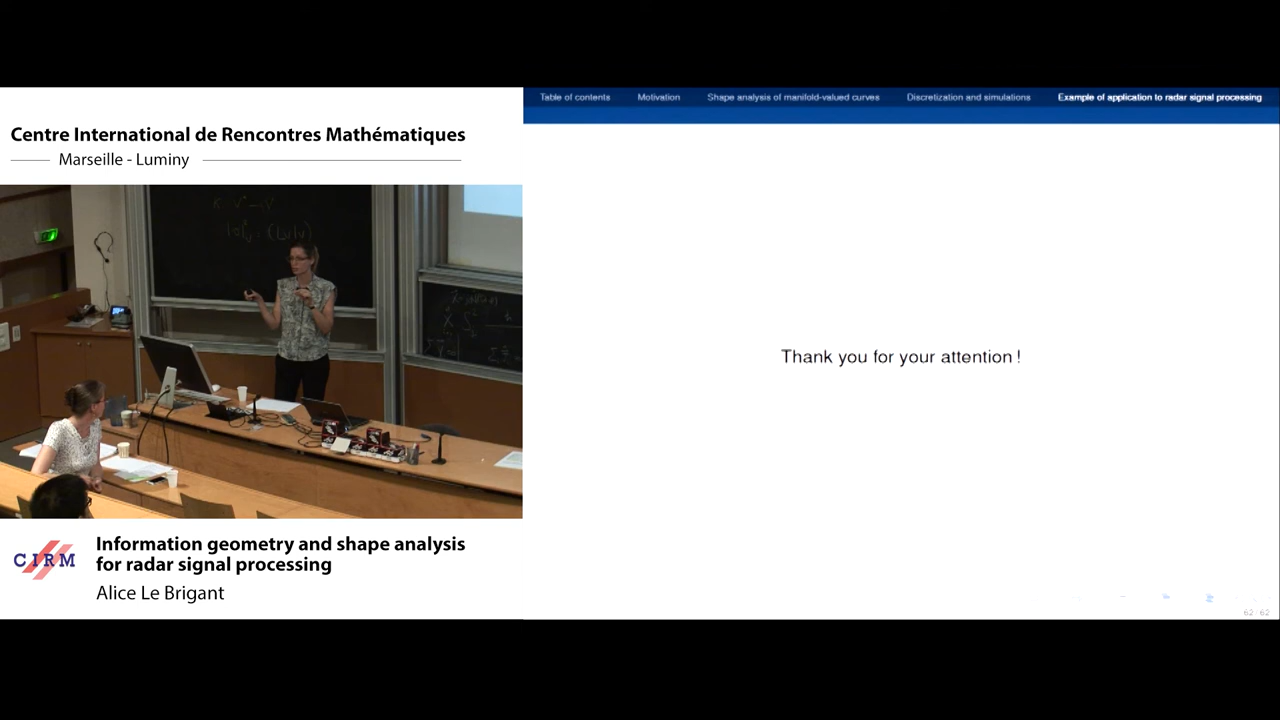 Table of contents Motivation Shape analysis of manifold-valued curves Discretization and simulations Example of application to radar signal processing
Centre International de Rencontres Mathématiques
Marseille - Luminy
Thank you for your attention !
CIRM
Information geometry and shape analysis
for radar signal processing
Alice Le Brigant
62 / 62